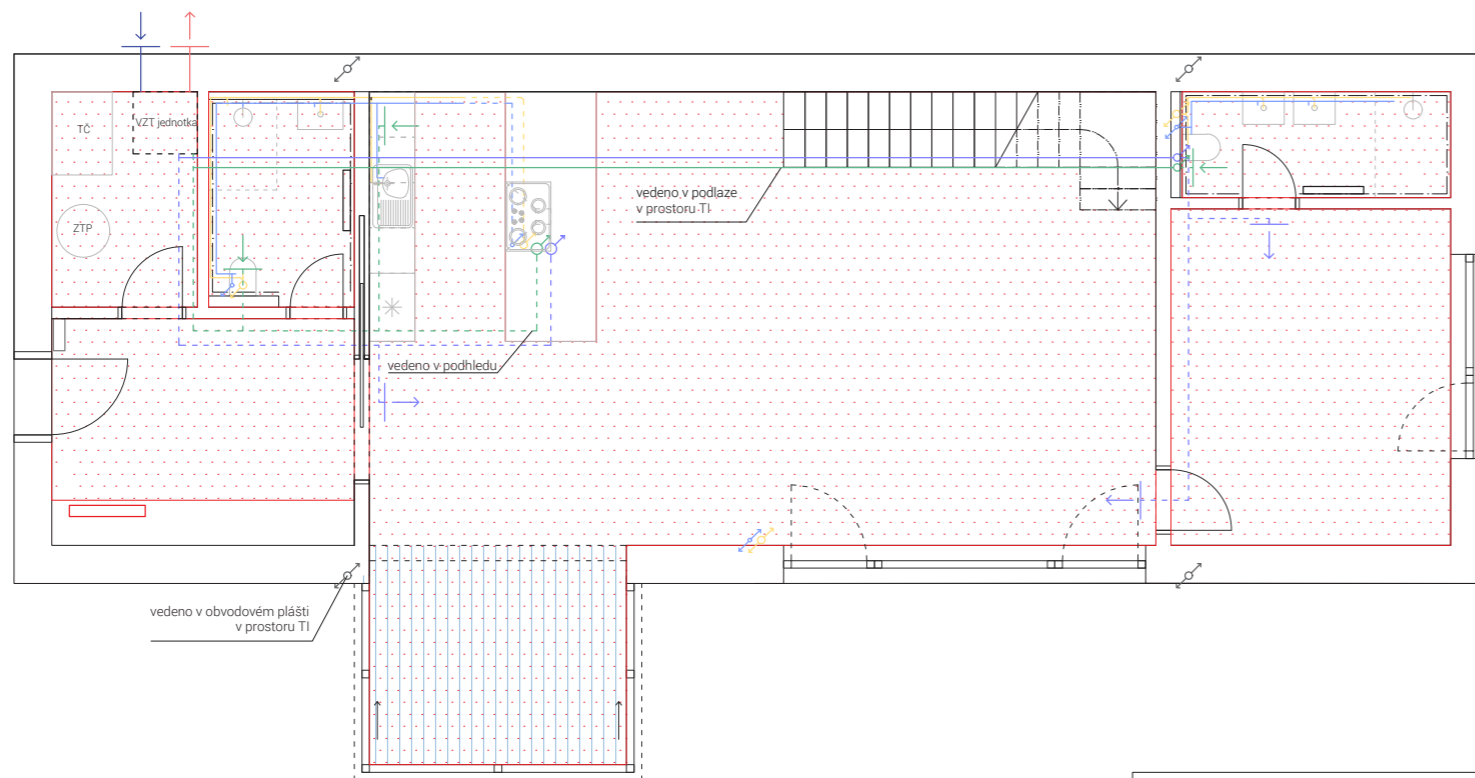 TČ
VZT jednotka
ZTP
vedeno v podlaze
v prostoru TI
vedeno v podhledu
vedeno v obvodovém plášti
v prostoru TI